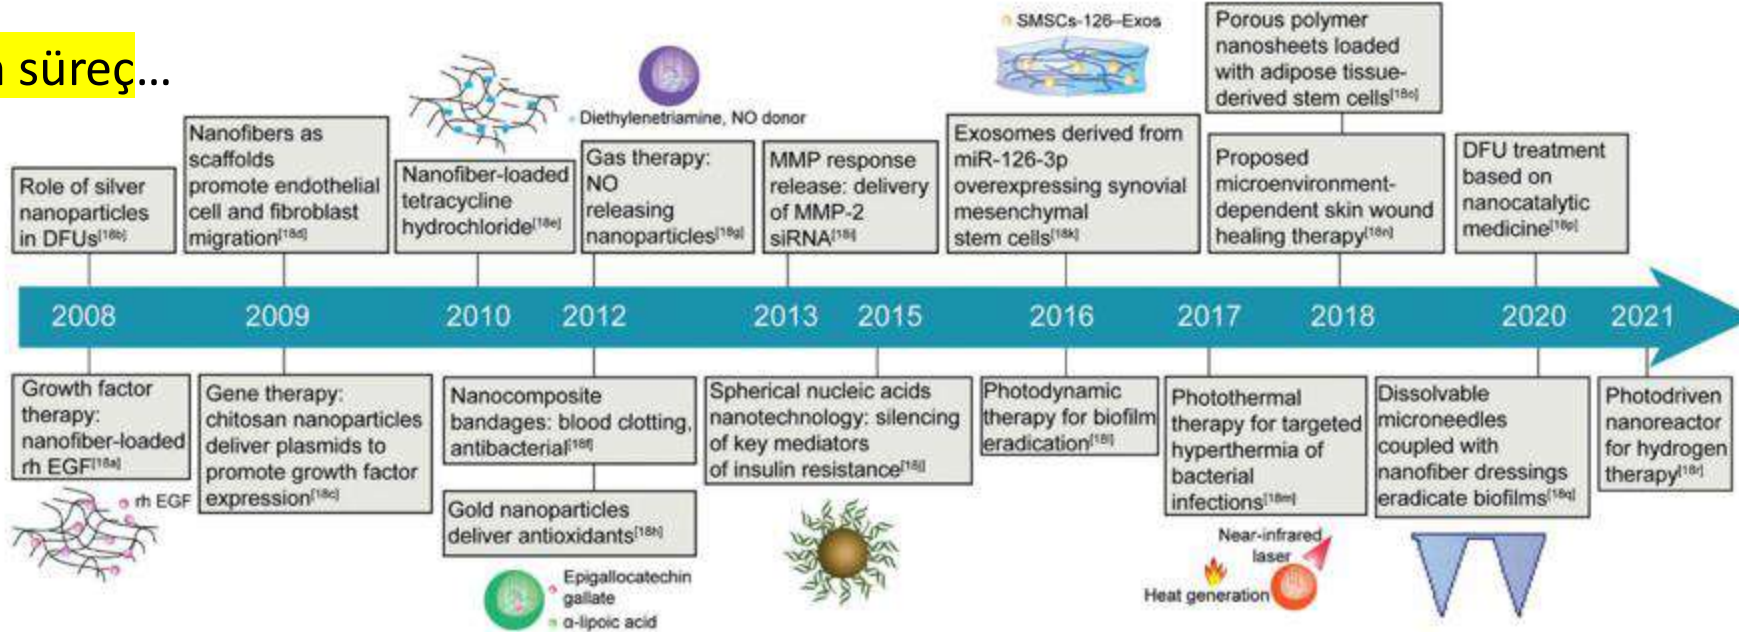 süreç...
SMSCs-126-Exos
Diethylenetriamine, NO donor
Role of silver
nanoparticles
in DFUs[18b]
Nanofibers as
scaffolds
promote endothelial
cell and fibroblast
migration[18d]
Nanofiber-loaded
tetracycline
hydrochloride[18e]
Gas therapy:
NO
releasing
nanoparticles[18g]
MMP response
release: delivery
of MMP-2
siRNA[18i]
Exosomes derived from
miR-126-3p
overexpressing synovial
mesenchymal
stem cells[18k]
Porous polymer
nanosheets loaded
with adipose tissue-
derived stem cells[18o]
Proposed
microenvironment-
dependent skin wound
healing therapy[18n]
DFU treatment
based on
nanocatalytic
medicine[18p]
2008 2009 2010 2012 2013 2015 2016 2017 2018 2020 2021
Growth factor
therapy:
nanofiber-loaded
rh EGF[18a]
rh EGF
Gene therapy:
chitosan nanoparticles
deliver plasmids to
promote growth factor
expression[18c]
Nanocomposite
bandages: blood clotting,
antibacterial[18f]
Gold nanoparticles
deliver antioxidants[18h]
Epigallocatechin
gallate
α-lipoic acid
Spherical nucleic acids
nanotechnology: silencing
of key mediators
of insulin resistance[18j]
Photodynamic
therapy for biofilm
eradication[18l]
Photothermal
therapy for targeted
hyperthermia of
bacterial
infections[18m]
Near-infrared
laser
Heat generation
Dissolvable
microneedles
coupled with
nanofiber dressings
eradicate biofilms[18q]
Photodriven
nanoreactor
for hydrogen
therapy[18r]